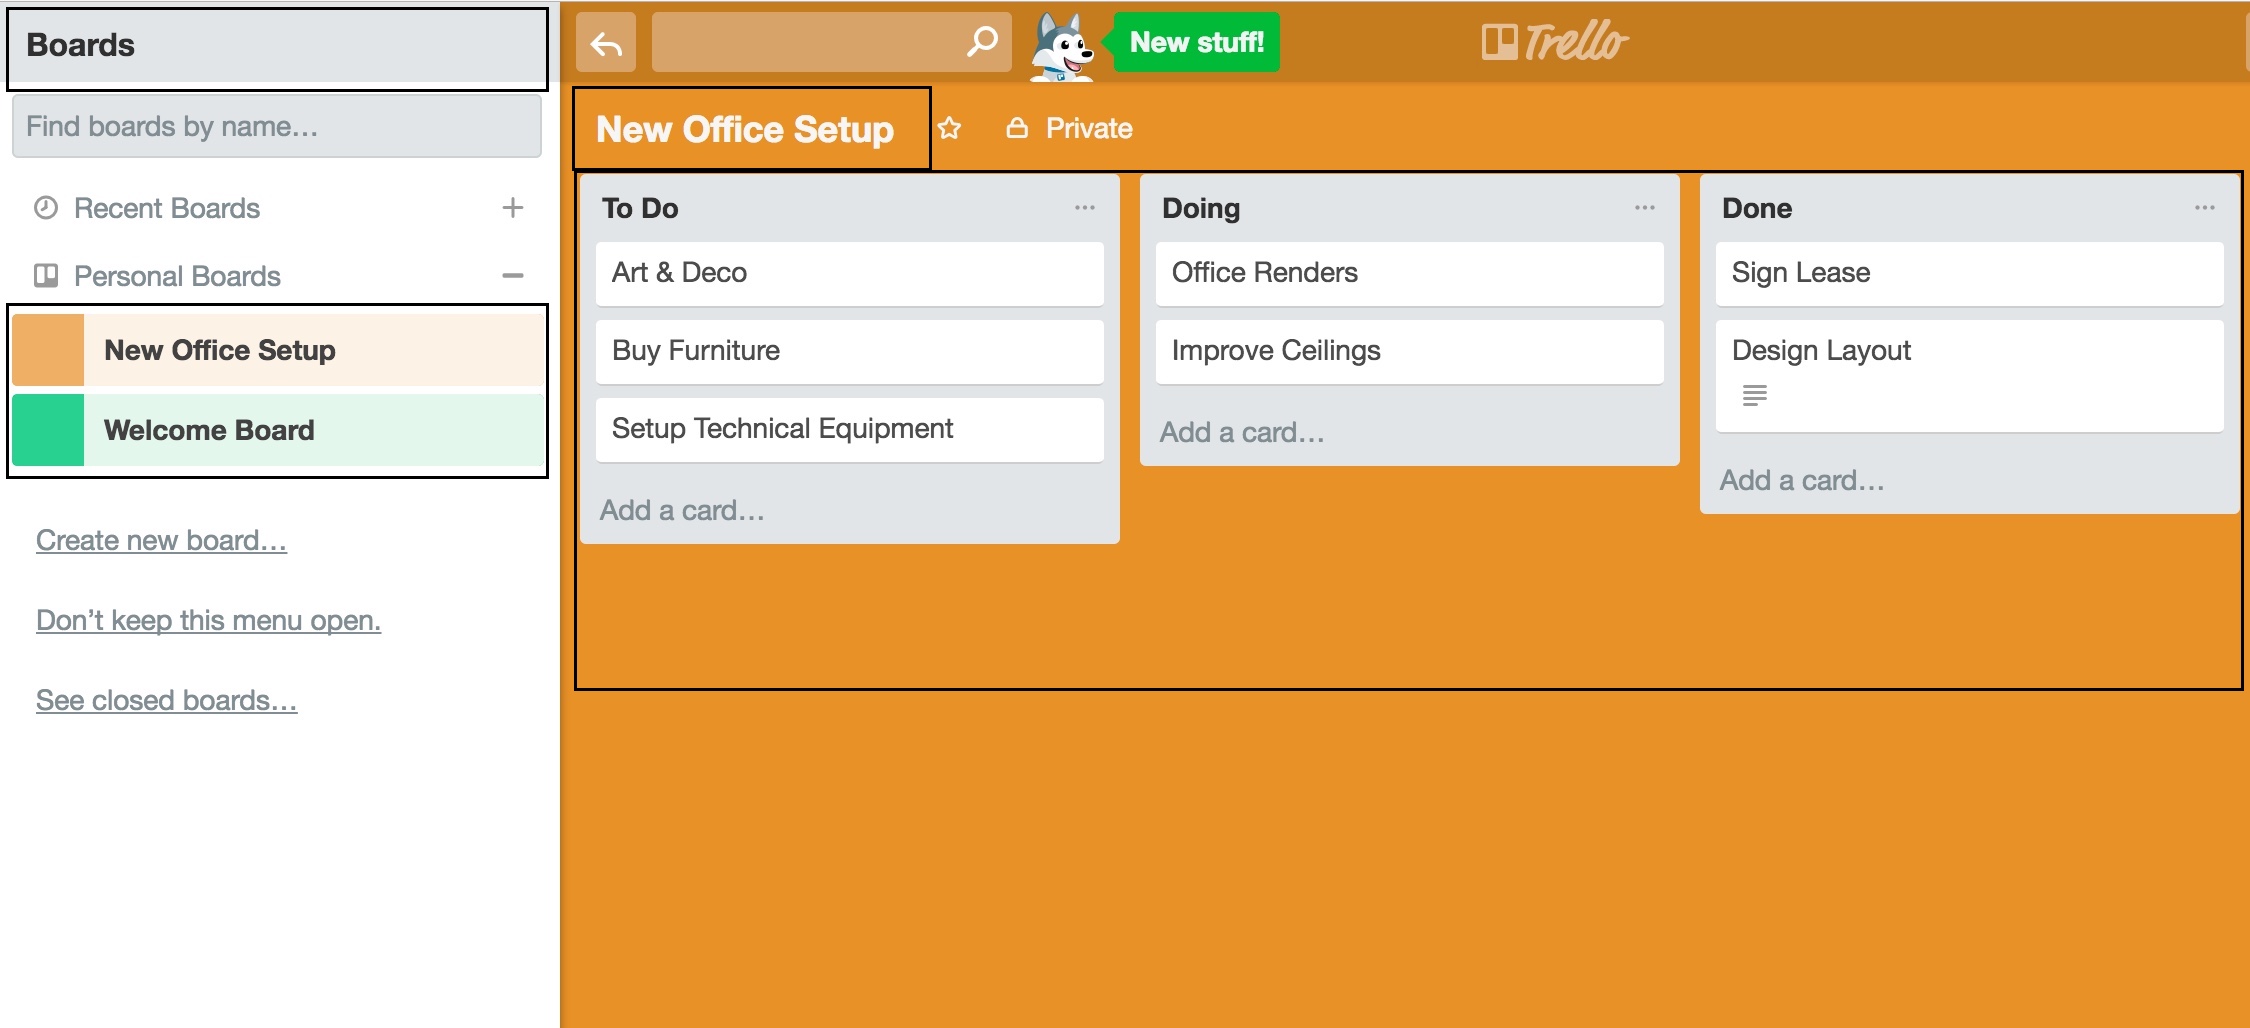 Boards
Find boards by name…
Recent Boards
Personal Boards
New Office Setup
Welcome Board
Create new board…
Don’t keep this menu open.
See closed boards…
New stuff!
Trello
New Office Setup
Private
To Do
Art & Deco
Buy Furniture
Setup Technical Equipment
Add a card…
Doing
Office Renders
Improve Ceilings
Add a card…
Done
Sign Lease
Design Layout
Add a card…